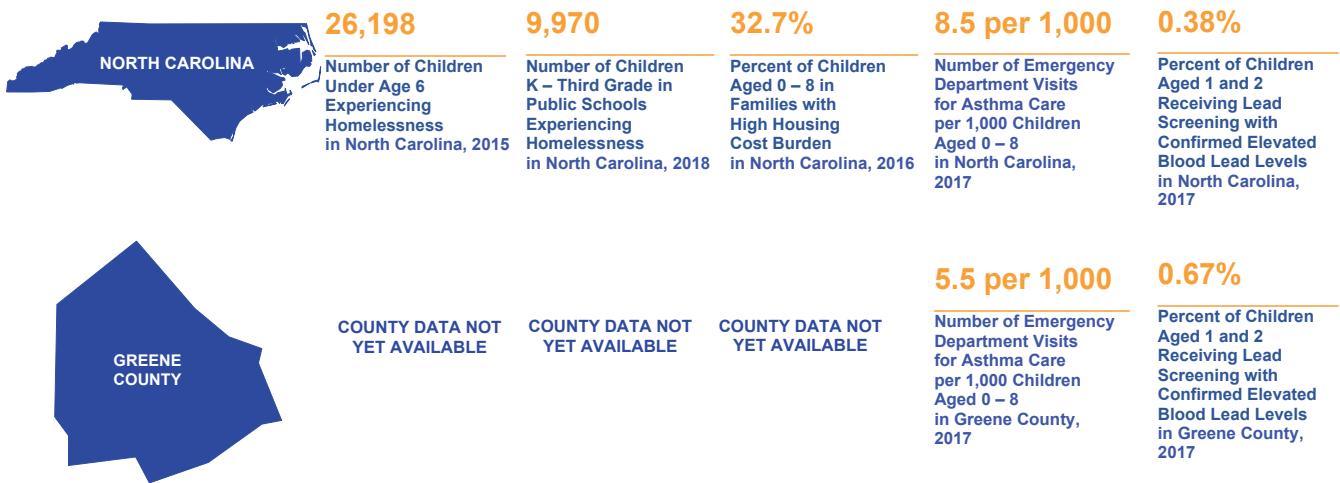 NORTH CAROLINA
26,198
Number of Children
Under Age 6
Experiencing
Homelessness
in North Carolina, 2015
9,970
Number of Children
K – Third Grade in
Public Schools
Experiencing
Homelessness
in North Carolina, 2018
32.7%
Percent of Children
Aged 0 – 8 in
Families with
High Housing
Cost Burden
in North Carolina, 2016
8.5 per 1,000
Number of Emergency
Department Visits
for Asthma Care
per 1,000 Children
Aged 0 – 8
in North Carolina,
2017
0.38%
Percent of Children
Aged 1 and 2
Receiving Lead
Screening with
Confirmed Elevated
Blood Lead Levels
in North Carolina,
2017
GREENE
COUNTY
COUNTY DATA NOT
YET AVAILABLE
COUNTY DATA NOT
YET AVAILABLE
COUNTY DATA NOT
YET AVAILABLE
5.5 per 1,000
Number of Emergency
Department Visits
for Asthma Care
per 1,000 Children
Aged 0 – 8
in Greene County,
2017
0.67%
Percent of Children
Aged 1 and 2
Receiving Lead
Screening with
Confirmed Elevated
Blood Lead Levels
in Greene County,
2017